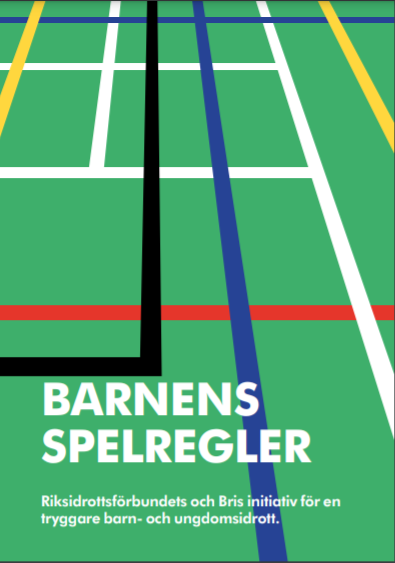 BARNENS
SPELREGLER
Riksidrottsförbundets och Bris initiativ för en
tryggare barn- och ungdomsidrott.